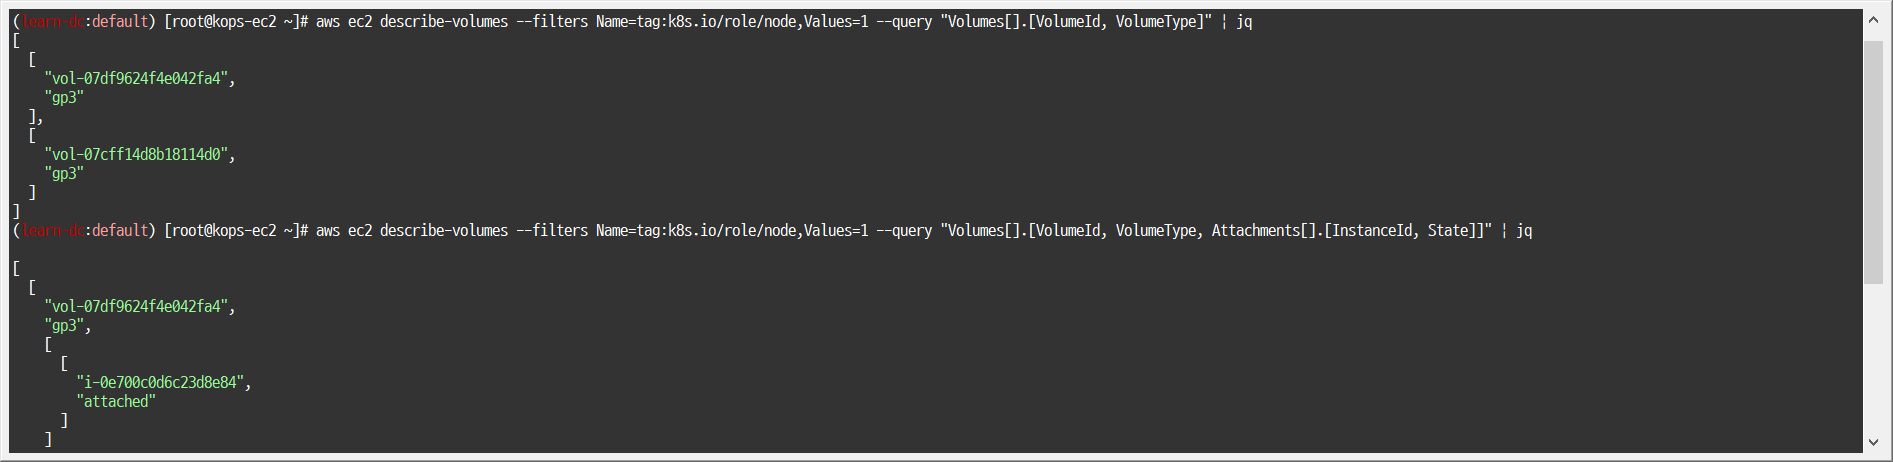 (learn-dc:default) [root@kops-ec2 ~]# aws ec2 describe-volumes --filters Name=tag:k8s.io/role/node,Values=1 --query "Volumes[].[VolumeId, VolumeType]" | jq
[
  [
    "vol-07df9624f4e042fa4",
    "gp3"
  ],
  [
    "vol-07cff14d8b18114d0",
    "gp3"
  ]
]
(learn-dc:default) [root@kops-ec2 ~]# aws ec2 describe-volumes --filters Name=tag:k8s.io/role/node,Values=1 --query "Volumes[].[VolumeId, VolumeType, Attachments[].[InstanceId, State]]" | jq
[
  [
    "vol-07df9624f4e042fa4",
    "gp3",
    [
      [
        "i-0e700c0d6c23d8e84",
        "attached"
      ]
    ]